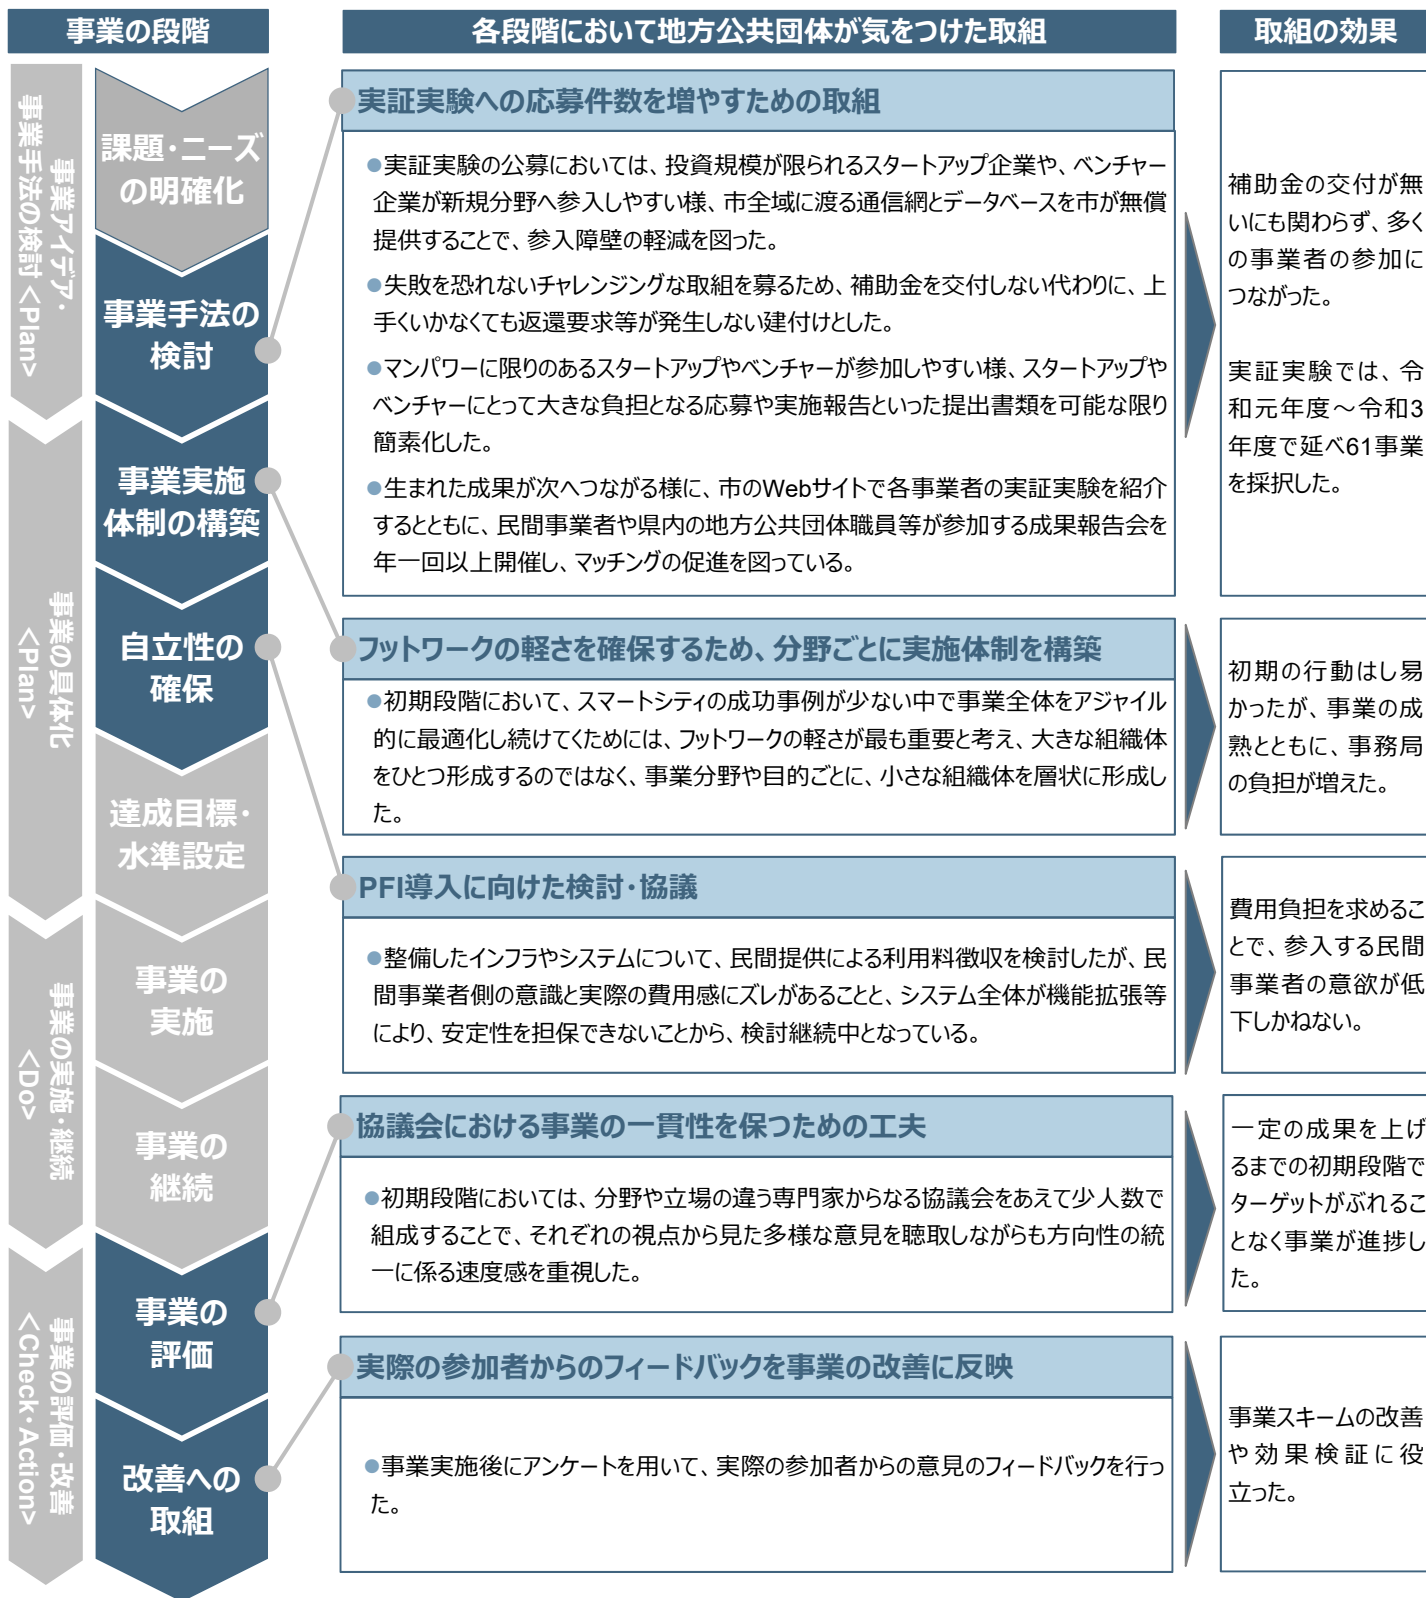 事業の段階
各段階において地方公共団体が気をつけた取組
取組の効果
事業アイデア・
事業手法の検討 <Plan>
事業の具体化
<Plan>
事業の実施・継続
<Do>
事業の評価・改善
<Check・Action>
課題・ニーズ
の明確化
事業手法の
検討
事業実施
体制の構築
自立性の
確保
達成目標・
水準設定
事業の
実施
事業の
継続
事業の
評価
改善への
取組
実証実験への応募件数を増やすための取組
●実証実験の公募においては、投資規模が限られるスタートアップ企業や、ベンチャー
企業が新規分野へ参入しやすい様、市全域に渡る通信網とデータベースを市が無償
提供することで、参入障壁の軽減を図った。
●失敗を恐れないチャレンジングな取組を募るため、補助金を交付しない代わりに、上
手くいかなくても返還要求等が発生しない建付けとした。
●マンパワーに限りのあるスタートアップやベンチャーが参加しやすい様、スタートアップや
ベンチャーにとって大きな負担となる応募や実施報告といった提出書類を可能な限り
簡素化した。
●生まれた成果が次へつながる様に、市のWebサイトで各事業者の実証実験を紹介
するとともに、民間事業者や県内の地方公共団体職員等が参加する成果報告会を
年一回以上開催し、マッチングの促進を図っている。
補助金の交付が無
いにも関わらず、多く
の事業者の参加に
つながった。
実証実験では、令
和元年度～令和3
年度で延べ61事業
を採択した。
フットワークの軽さを確保するため、分野ごとに実施体制を構築
●初期段階において、スマートシティの成功事例が少ない中で事業全体をアジャイル
的に最適化し続けてくためには、フットワークの軽さが最も重要と考え、大きな組織体
をひとつ形成するのではなく、事業分野や目的ごとに、小さな組織体を層状に形成し
た。
初期の行動はし易
かったが、事業の成
熟とともに、事務局
の負担が増えた。
PFI導入に向けた検討・協議
●整備したインフラやシステムについて、民間提供による利用料徴収を検討したが、民
間事業者側の意識と実際の費用感にズレがあることと、システム全体が機能拡張等
により、安定性を担保できないことから、検討継続中となっている。
費用負担を求めるこ
とで、参入する民間
事業者の意欲が低
下しかねない。
協議会における事業の一貫性を保つための工夫
●初期段階においては、分野や立場の違う専門家からなる協議会をあえて少人数で
組成することで、それぞれの視点から見た多様な意見を聴取しながらも方向性の統
一に係る速度感を重視した。
一定の成果を上げ
るまでの初期段階で
ターゲットがぶれるこ
となく事業が進捗し
た。
実際の参加者からのフィードバックを事業の改善に反映
●事業実施後にアンケートを用いて、実際の参加者からの意見のフィードバックを行っ
た。
事業スキームの改善
や効果検証に役
立った。